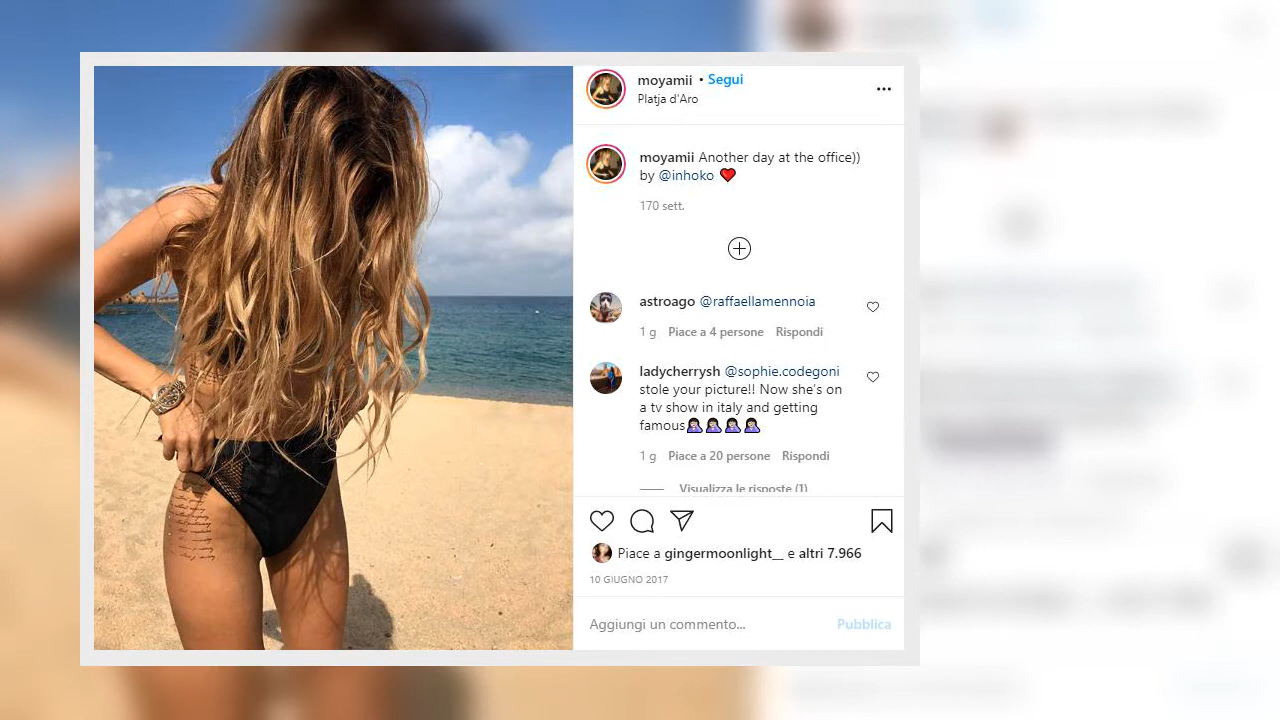 moyamii • Segui
Platja d'Aro
moyamii Another day at the office))
by @inhoko ❤️
170 sett.
astroago @raffaellamennoia
1 g Piace a 4 persone Rispondi
ladycherrysh @sophie.codegoni
stole your picture!! Now she's on
a tv show in italy and getting
famous🤦🏻‍♀️🤦🏻‍♀️🤦🏻‍♀️🤦🏻‍♀️
1 g Piace a 20 persone Rispondi
Visualizza le risposte (1)
Piace a gingermoonlight__ e altri 7.966
10 GIUGNO 2017
Aggiungi un commento... Pubblica